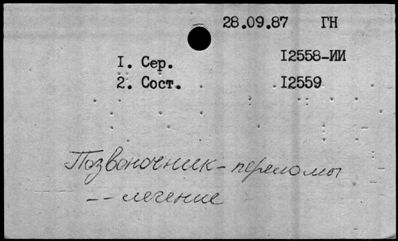 28.09.87 ГН
1. Сер. 12558-ИИ
2. Сост. 12559
Позвоночник - переломы
-- лечение